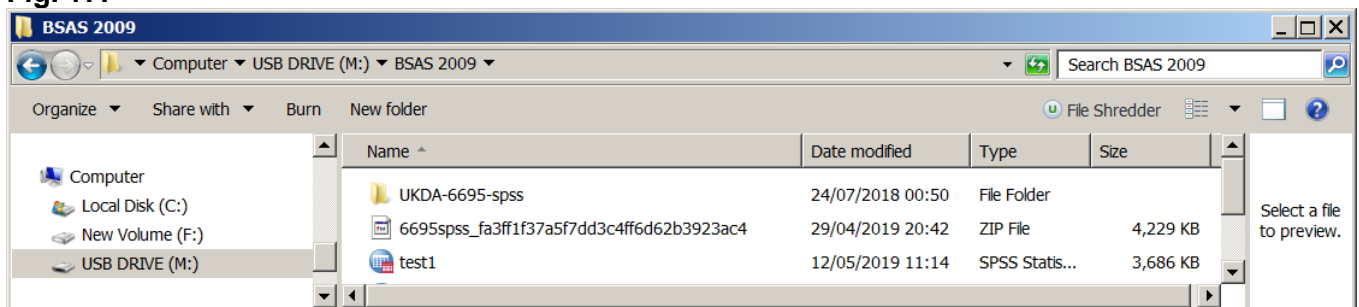 BSAS 2009
Computer USB DRIVE (M:) BSAS 2009 Search BSAS 2009
Organize Share with Burn New folder File Shredder
Name Date modified Type Size
Computer
Local Disk (C:)
New Volume (F:)
USB DRIVE (M:)
UKDA-6695-spss 24/07/2018 00:50 File Folder
6695spss_fa3ff1f37a5f7dd3c4ff6d62b3923ac4 29/04/2019 20:42 ZIP File 4,229 KB
test1 12/05/2019 11:14 SPSS Statis... 3,686 KB
Select a file
to preview.